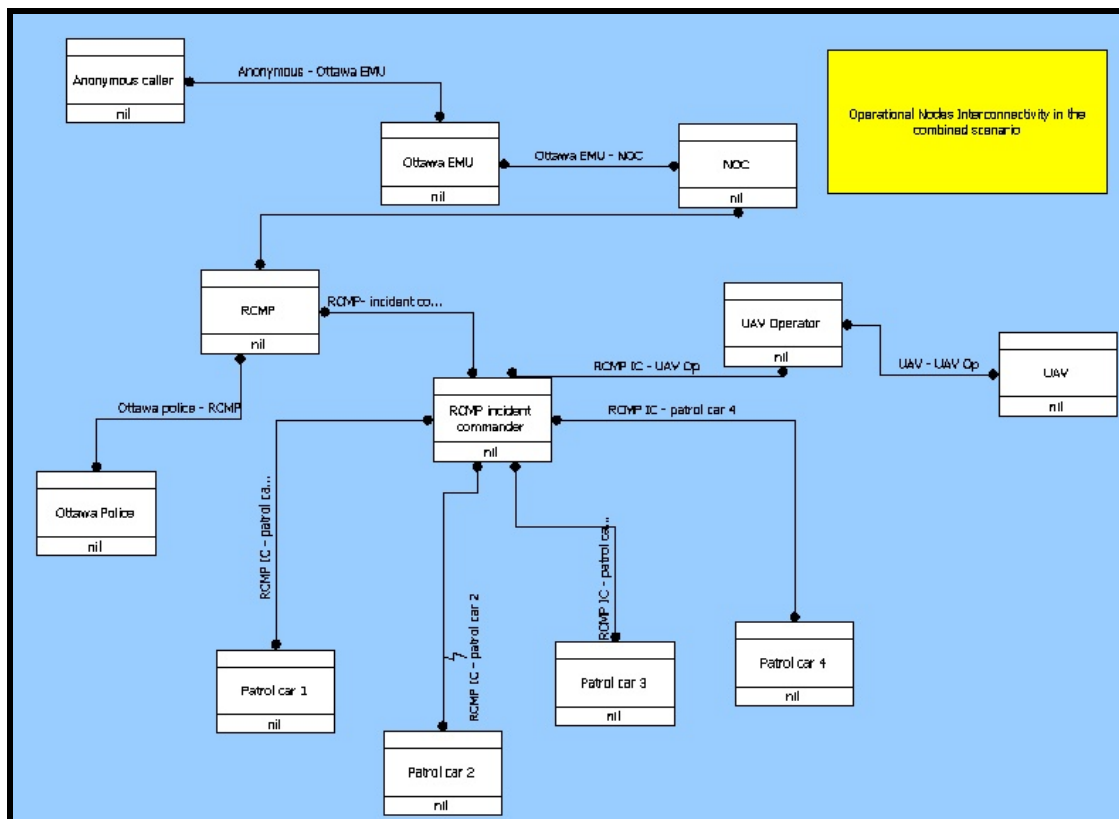 Anonymous caller
nil
Anonymous - Ottawa EMU
Ottawa EMU
nil
Ottawa EMU - NOC
NOC
nil
Operational Nodes Interconnectivity in the
combined scenario
RCMP
nil
RCMP- incident co...
UAV Operator
nil
UAV - UAV Op
UAV
nil
RCMP IC - UAV Op
RCMP incident
commander
nil
RCMP IC - patrol car 4
Ottawa police - RCMP
Ottawa Police
nil
RCMP IC - patrol ca...
RCMP IC - patrol car 2
RCMP IC - patrol ca...
Patrol car 1
nil
Patrol car 2
nil
Patrol car 3
nil
Patrol car 4
nil